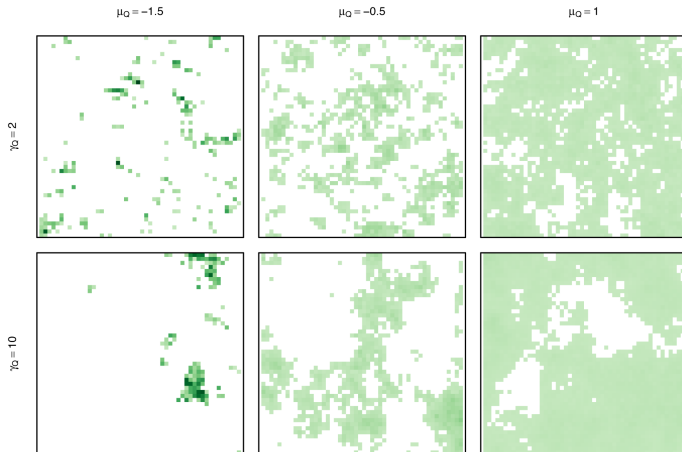 μQ = −1.5
μQ = −0.5
μQ = 1
γQ = 2
γQ = 10